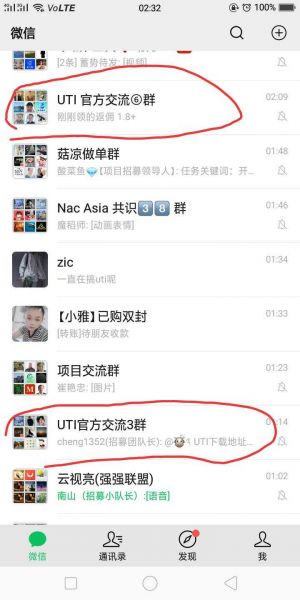 VoLTE 02:32 100%
微信
[2条] 蓄势待发: [视频]
UTI 官方交流⑥群 02:09
刚刚领的返佣 1.8+
菇凉做单群 01:48
酸菜鱼💎【项目招募领导人】: 任务关键词：开...
Nac Asia 共识3️⃣8️⃣ 群 01:46
魔稻师: [动画表情]
zic 01:34
一直在搞uti呢
【小雅】已购双封 01:33
[转账]待朋友收款
项目交流群 01:23
崔艳忠: [图片]
UTI官方交流3群 01:14
cheng1352(招募团队长): @ UTI下载地址...
云视亮(强强联盟) 01:02
南山（招募小队长）:[语音]
微信 通讯录 发现 我